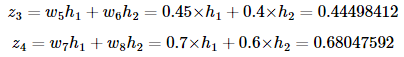 z₃ = w₅h₁ + w₆h₂ = 0.45×h₁ + 0.4×h₂ = 0.44498412
z₄ = w₇h₁ + w₈h₂ = 0.7×h₁ + 0.6×h₂ = 0.68047592